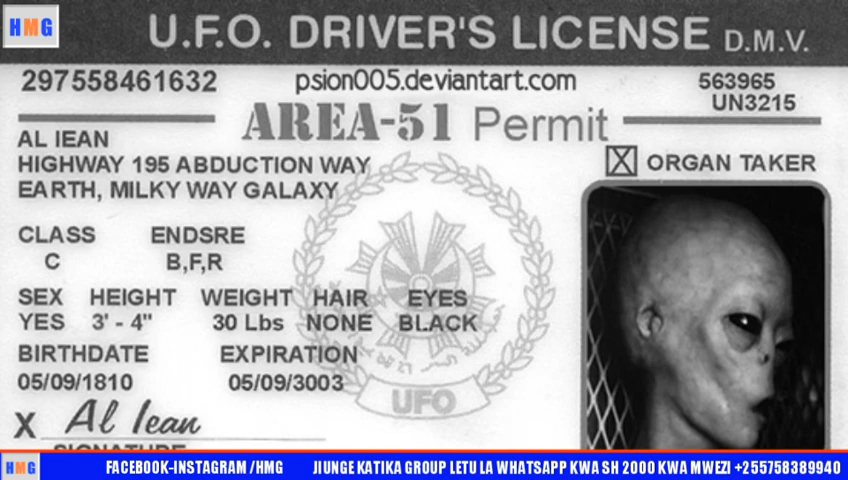 HMG
U.F.O. DRIVER'S LICENSE D.M.V.
297558461632
psion005.deviantart.com
563965
UN3215
AREA-51 Permit
AL IEAN
HIGHWAY 195 ABDUCTION WAY
EARTH, MILKY WAY GALAXY
ORGAN TAKER
CLASS ENDSRE
C B,F,R
SEX HEIGHT WEIGHT HAIR EYES
YES 3' - 4" 30 Lbs NONE BLACK
BIRTHDATE EXPIRATION
05/09/1810 05/09/3003
UFO
X Al Iean
SIGNATURE
HMG
FACEBOOK-INSTAGRAM /HMG JIUNGE KATIKA GROUP LETU LA WHATSAPP KWA SH 2000 KWA MWEZI +255758389940